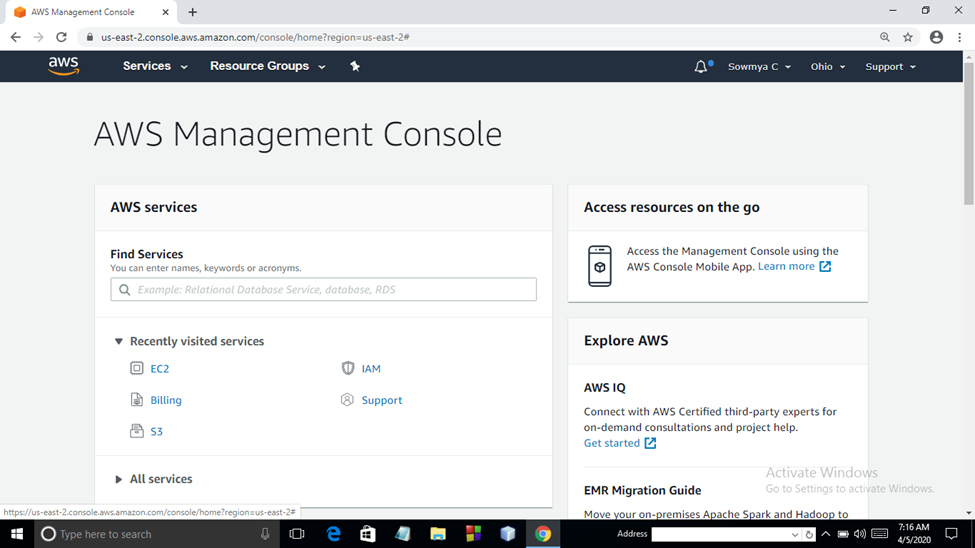 AWS Management Console
us-east-2.console.aws.amazon.com/console/home?region=us-east-2#
aws
Services
Resource Groups
Sowmya C
Ohio
Support
AWS Management Console
AWS services
Find Services
You can enter names, keywords or acronyms.
Example: Relational Database Service, database, RDS
Recently visited services
EC2
IAM
Billing
Support
S3
All services
Access resources on the go
Access the Management Console using the
AWS Console Mobile App. Learn more
Explore AWS
AWS IQ
Connect with AWS Certified third-party experts for
on-demand consultations and project help.
Get started
EMR Migration Guide
Move your on-premises Apache Spark and Hadoop to
Activate Windows
Go to Settings to activate Windows.
https://us-east-2.console.aws.amazon.com/console/home?region=us-east-2#
Type here to search
Address
7:16 AM
4/5/2020